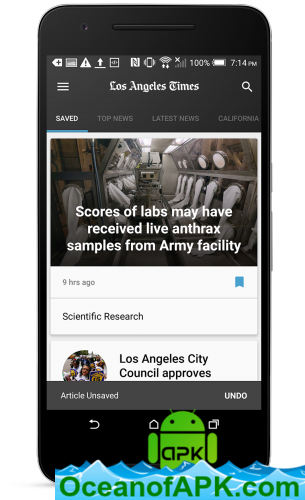 100% 7:14 PM
Los Angeles Times
SAVED TOP NEWS LATEST NEWS CALIFORNIA
Scores of labs may have
received live anthrax
samples from Army facility
9 hrs ago
Scientific Research
Los Angeles City
Council approves
Article Unsaved UNDO
APK
OceanofAPK.com